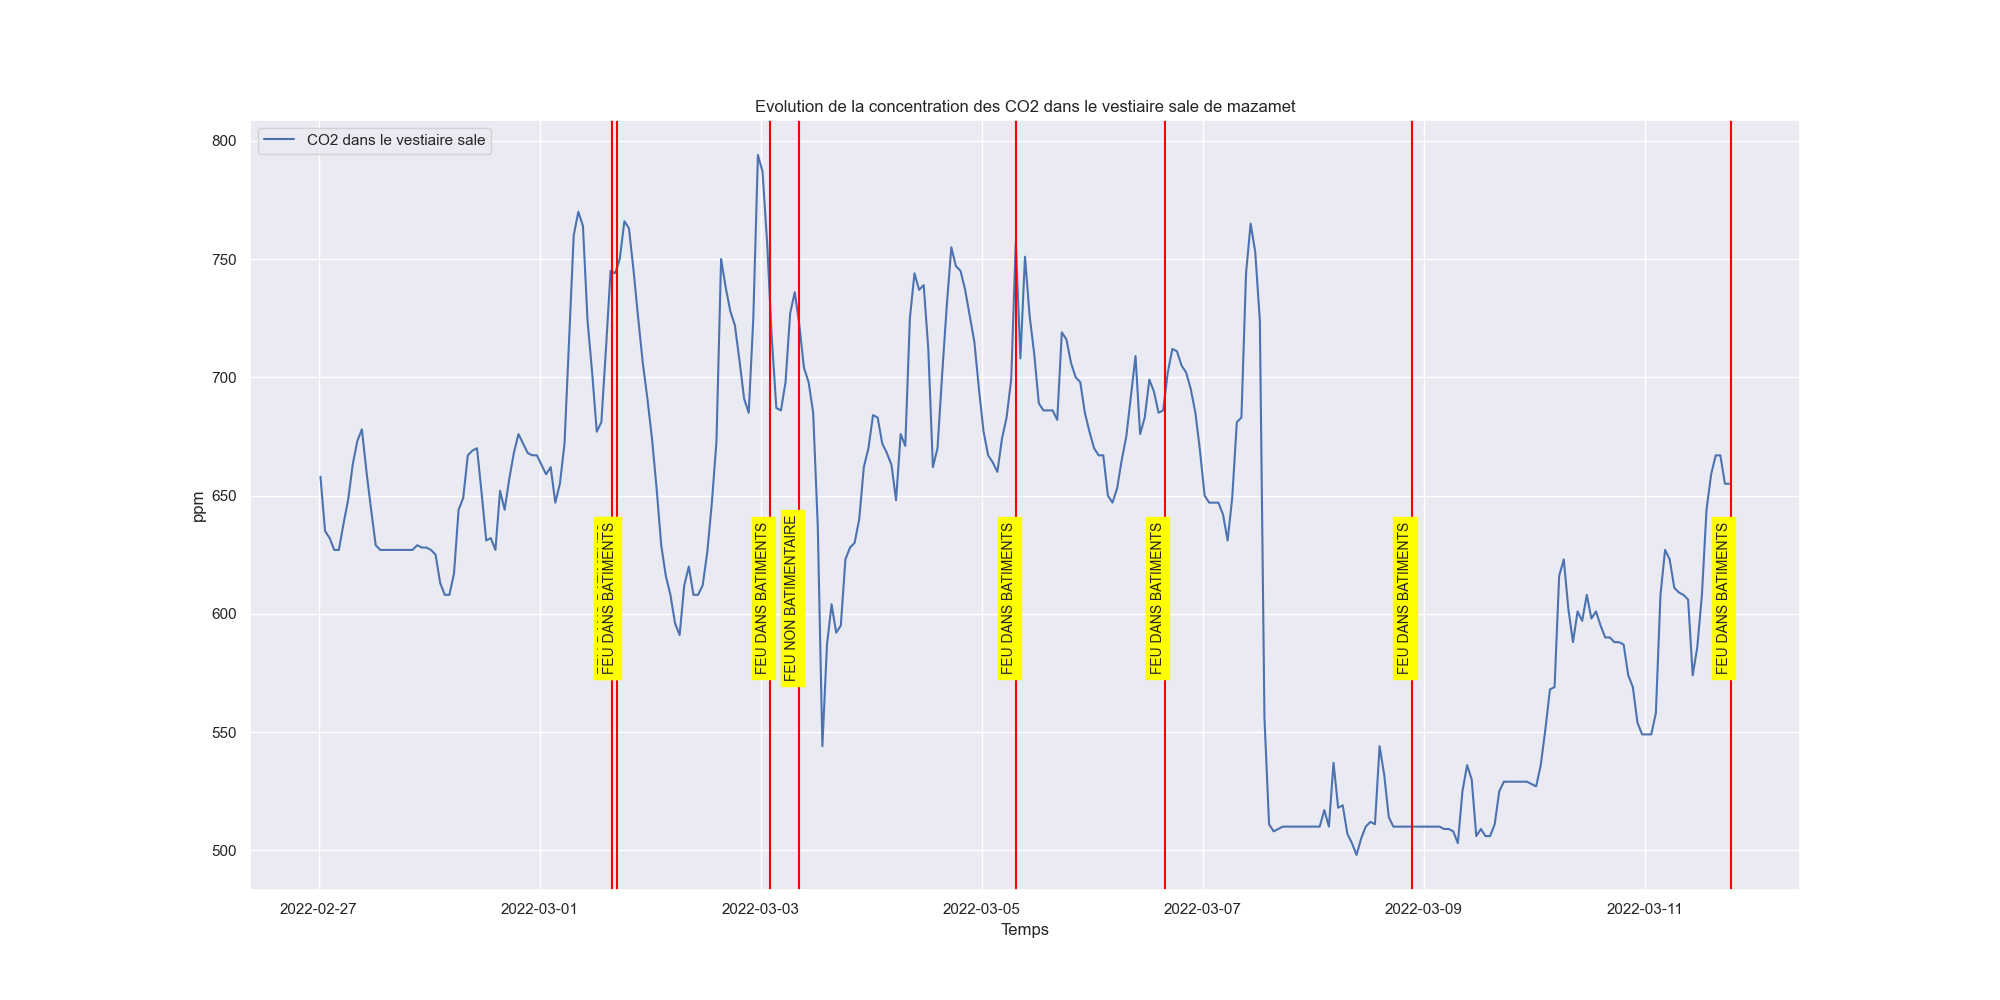 Evolution de la concentration des CO2 dans le vestiaire sale de mazamet
CO2 dans le vestiaire sale
800
750
700
650
600
550
500
ppm
FEU DANS BATIMENTS
FEU DANS BATIMENTS
FEU NON BATIMENTAIRE
FEU DANS BATIMENTS
FEU DANS BATIMENTS
FEU DANS BATIMENTS
FEU DANS BATIMENTS
2022-02-27
2022-03-01
2022-03-03
2022-03-05
2022-03-07
2022-03-09
2022-03-11
Temps